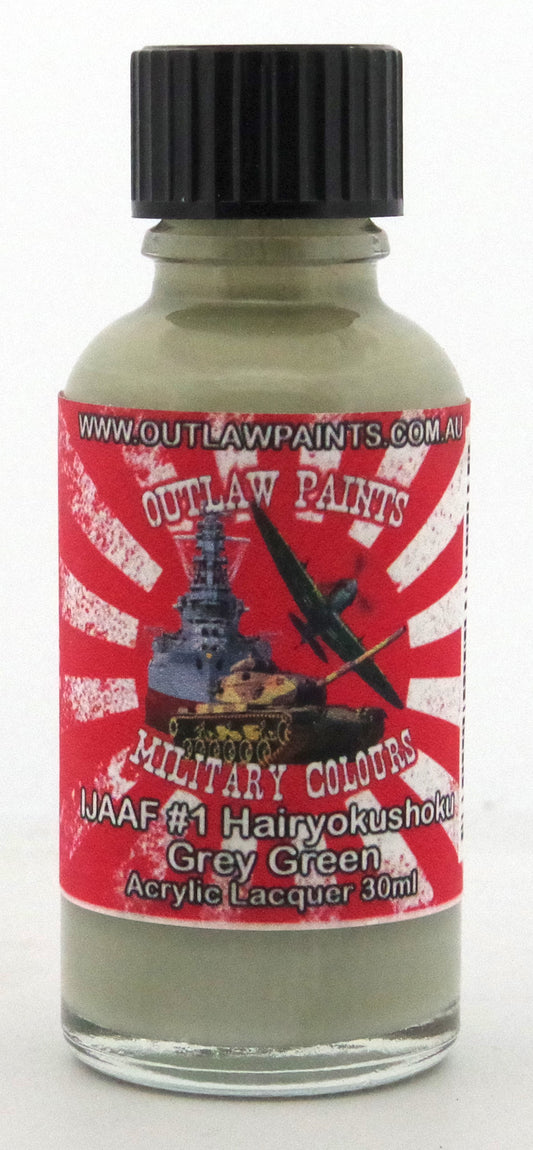 WWW.OUTLAWPAINTS.COM.AU
OUTLAW PAINTS
MILITARY COLOURS
IJAAF #1 Hairyokushoku
Grey Green
Acrylic Lacquer 30ml